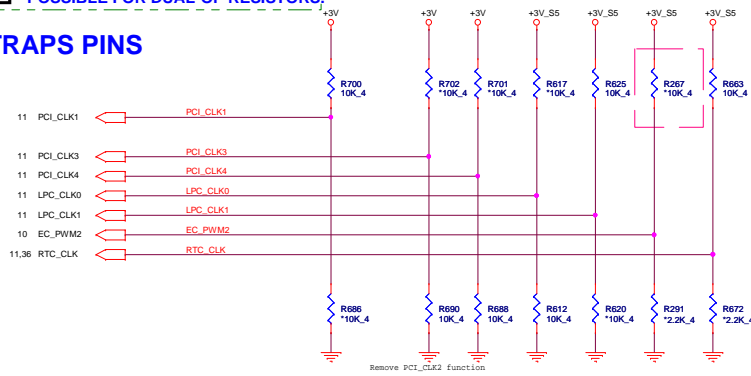 POSSIBLE FOR DUAL OP RESISTORS.
TRAPS PINS
+3V +3V +3V +3V_S5 +3V_S5 +3V_S5 +3V_S5
R700 R702 R701 R617 R625 R267 R663
10K_4 *10K_4 *10K_4 *10K_4 10K_4 *10K_4 10K_4
11 PCI_CLK1 PCI_CLK1
11 PCI_CLK3 PCI_CLK3
11 PCI_CLK4 PCI_CLK4
11 LPC_CLK0 LPC_CLK0
11 LPC_CLK1 LPC_CLK1
10 EC_PWM2 EC_PWM2
11,36 RTC_CLK RTC_CLK
R686 R690 R688 R612 R620 R291 R672
*10K_4 10K_4 10K_4 10K_4 *10K_4 *2.2K_4 *2.2K_4
Remove PCI_CLK2 function